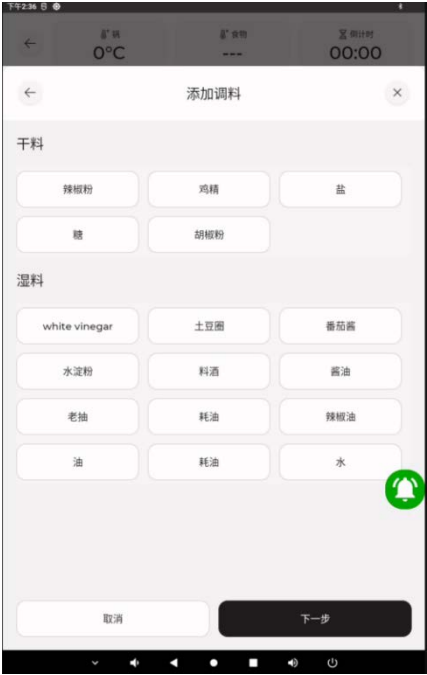 下午2:36
锅
食物
倒计时
0°C
---
00:00
添加调料
干料
辣椒粉
鸡精
盐
糖
胡椒粉
湿料
white vinegar
土豆圈
番茄酱
水淀粉
料酒
酱油
老抽
耗油
辣椒油
油
耗油
水
取消
下一步